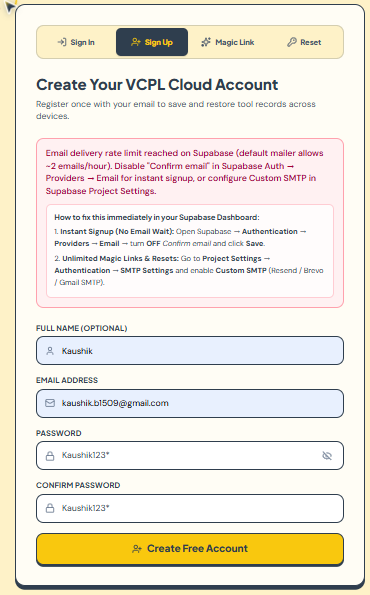 Sign In
Sign Up
Magic Link
Reset
Create Your VCPL Cloud Account
Register once with your email to save and restore tool records across
devices.
Email delivery rate limit reached on Supabase (default mailer allows
~2 emails/hour). Disable "Confirm email" in Supabase Auth →
Providers → Email for instant signup, or configure Custom SMTP in
Supabase Project Settings.
How to fix this immediately in your Supabase Dashboard:
1. Instant Signup (No Email Wait): Open Supabase → Authentication →
Providers → Email → turn OFF Confirm email and click Save.
2. Unlimited Magic Links & Resets: Go to Project Settings →
Authentication → SMTP Settings and enable Custom SMTP (Resend / Brevo
/ Gmail SMTP).
FULL NAME (OPTIONAL)
Kaushik
EMAIL ADDRESS
kaushik.b1509@gmail.com
PASSWORD
Kaushik123*
CONFIRM PASSWORD
Kaushik123*
Create Free Account